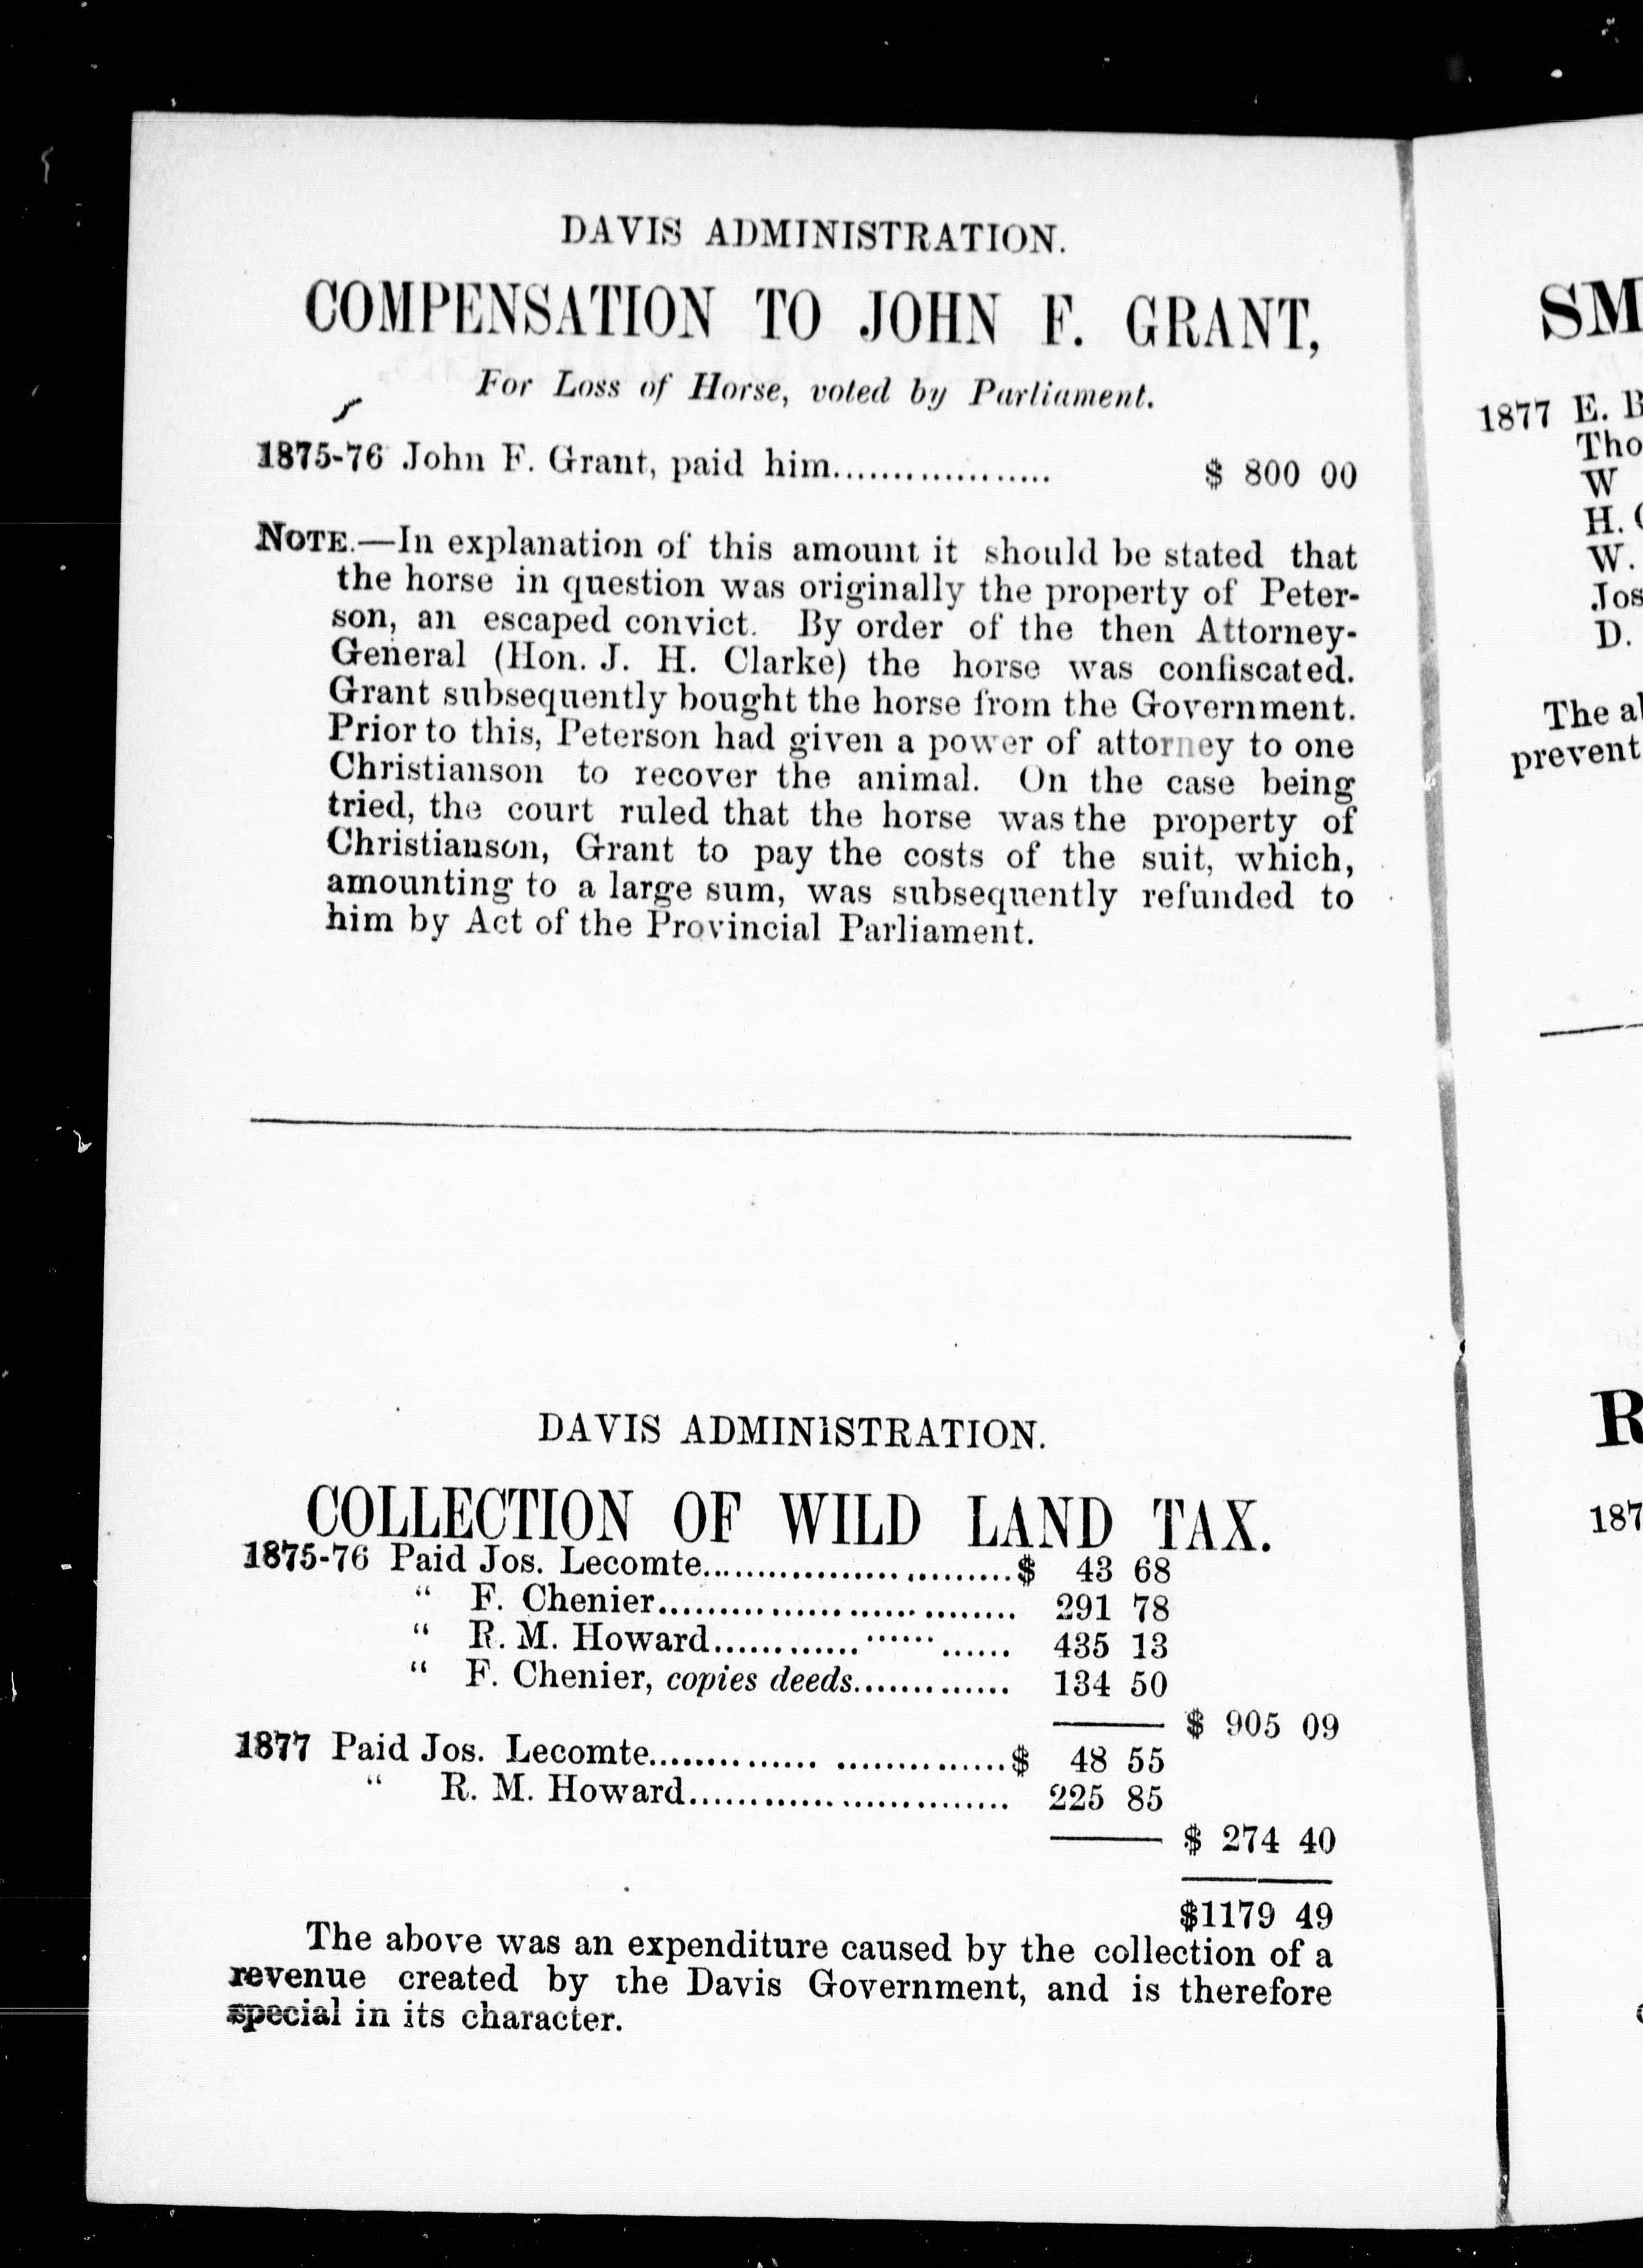 DAVIS ADMINISTRATION.
COMPENSATION TO JOHN F. GRANT,
For Loss of Horse, voted by Parliament.
1875-76 John F. Grant, paid him.................. $ 800 00
NOTE.—In explanation of this amount it should be stated that
the horse in question was originally the property of Peter-
son, an escaped convict. By order of the then Attorney-
General (Hon. J. H. Clarke) the horse was confiscated.
Grant subsequently bought the horse from the Government.
Prior to this, Peterson had given a power of attorney to one
Christianson to recover the animal. On the case being
tried, the court ruled that the horse was the property of
Christianson, Grant to pay the costs of the suit, which,
amounting to a large sum, was subsequently refunded to
him by Act of the Provincial Parliament.
DAVIS ADMINISTRATION.
COLLECTION OF WILD LAND TAX.
1875-76 Paid Jos. Lecomte..........................$ 43 68
“ F. Chenier............................. 291 78
“ R. M. Howard........................ 435 13
“ F. Chenier, copies deeds............. 134 50
$ 905 09
1877 Paid Jos. Lecomte............................$ 48 55
“ R. M. Howard.......................... 225 85
$ 274 40
$1179 49
The above was an expenditure caused by the collection of a
revenue created by the Davis Government, and is therefore
special in its character.
SM
1877 E. B
Tho
W
H.
W.
Jos
D.
The al
prevent
R
187